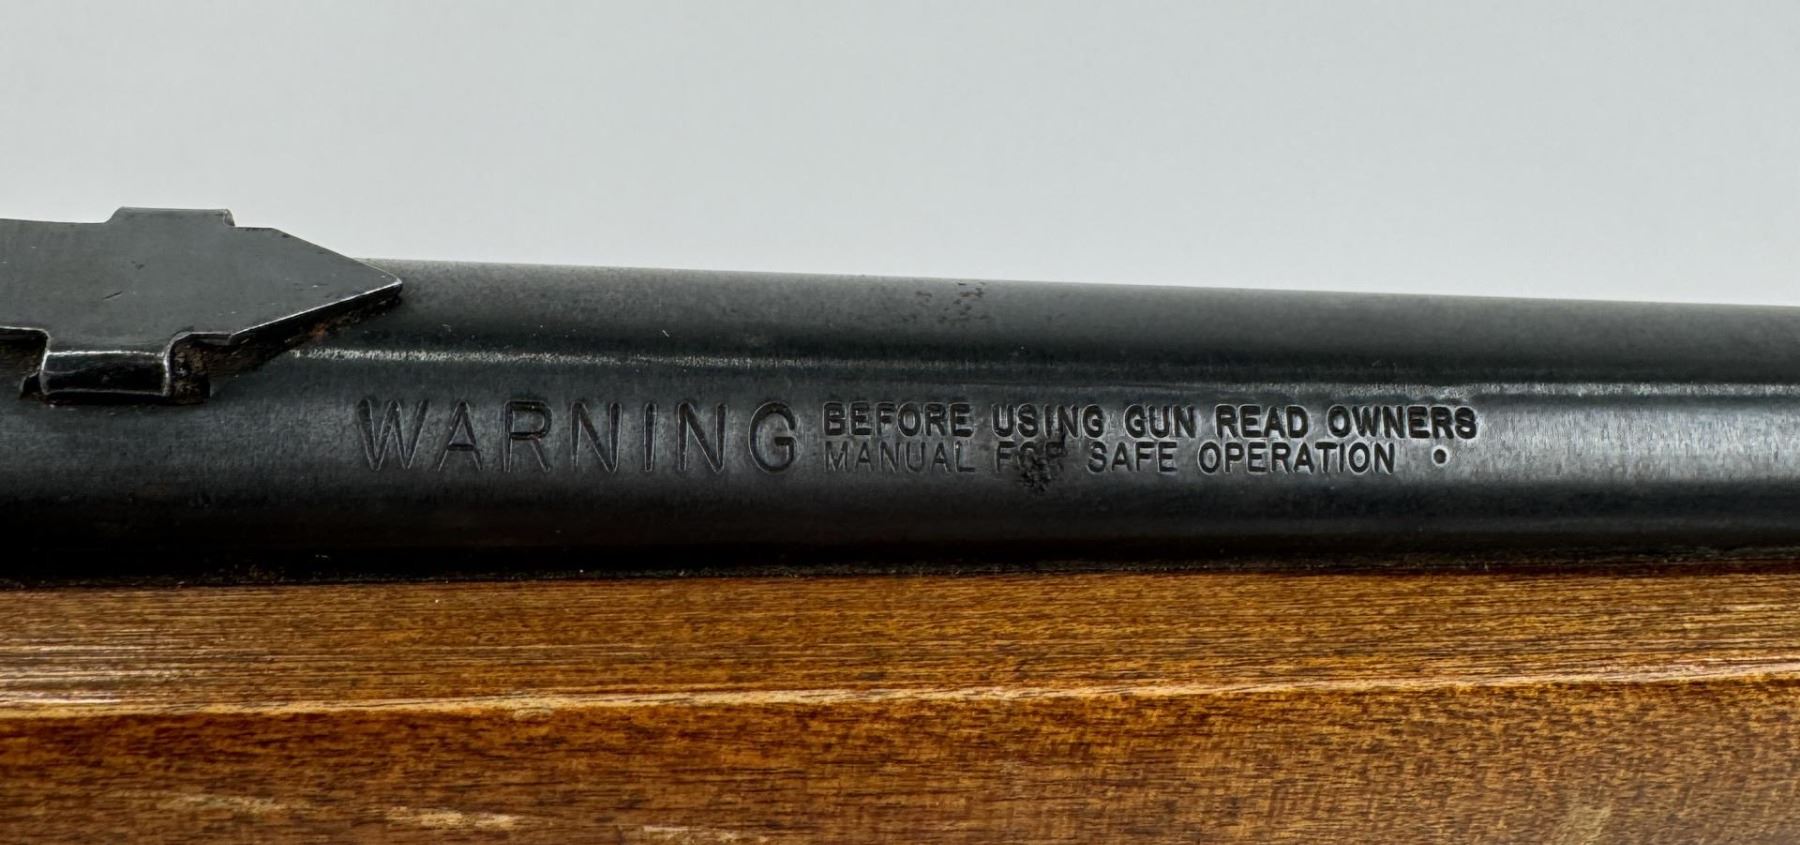 WARNING BEFORE USING GUN READ OWNERS
MANUAL FOR SAFE OPERATION